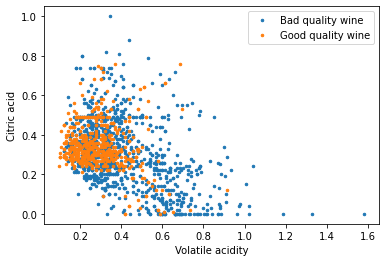 Bad quality wine
Good quality wine
1.0
0.8
0.6
0.4
0.2
0.0
Citric acid
0.2 0.4 0.6 0.8 1.0 1.2 1.4 1.6
Volatile acidity